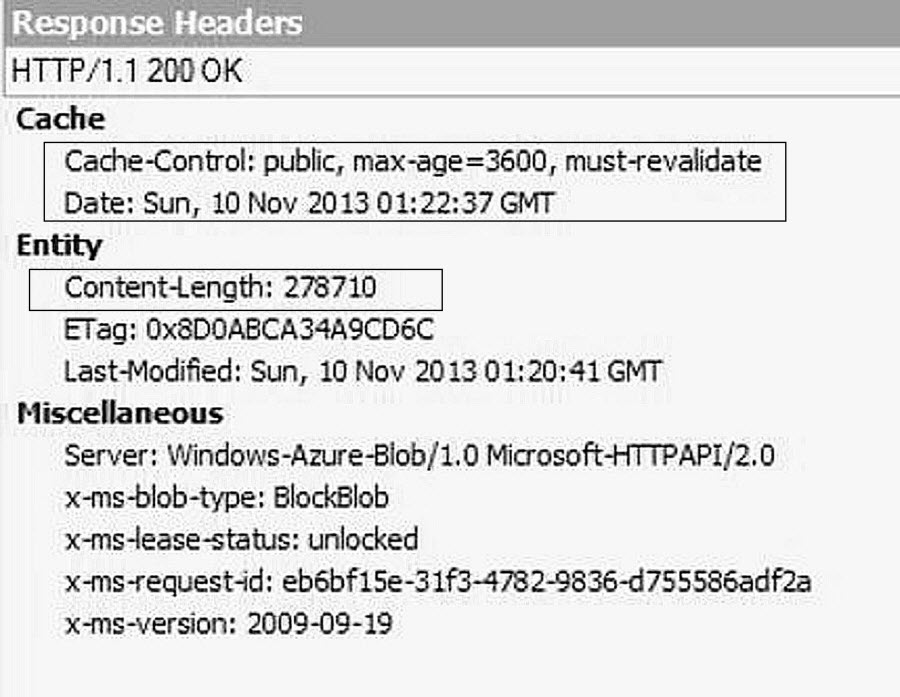 Response Headers
HTTP/1.1 200 OK
Cache
Cache-Control: public, max-age=3600, must-revalidate
Date: Sun, 10 Nov 2013 01:22:37 GMT
Entity
Content-Length: 278710
ETag: 0x8D0ABCA34A9CD6C
Last-Modified: Sun, 10 Nov 2013 01:20:41 GMT
Miscellaneous
Server: Windows-Azure-Blob/1.0 Microsoft-HTTPAPI/2.0
x-ms-blob-type: BlockBlob
x-ms-lease-status: unlocked
x-ms-request-id: eb6bf15e-31f3-4782-9836-d755586adf2a
x-ms-version: 2009-09-19